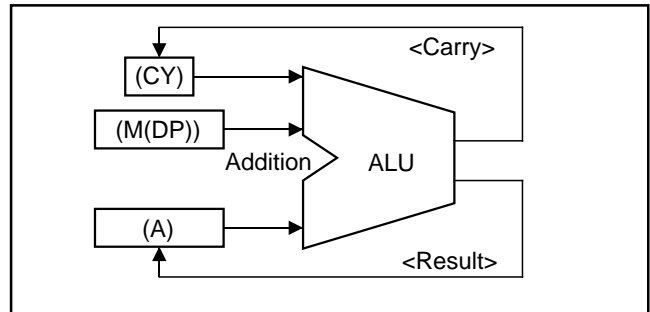 <Carry>
(CY)
(M(DP))
Addition
ALU
(A)
<Result>